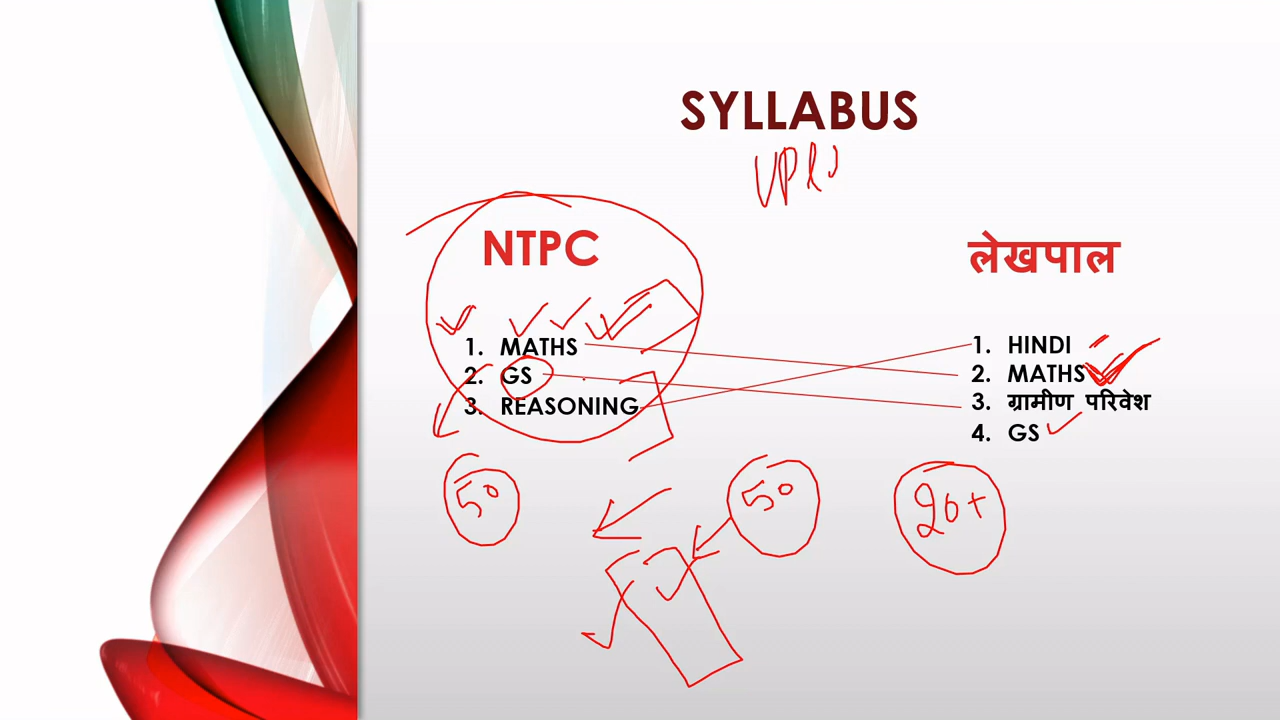 SYLLABUS
NTPC
1. MATHS
2. GS
3. REASONING
लेखपाल
1. HINDI
2. MATHS
3. ग्रामीण परिवेश
4. GS
50
50
20+